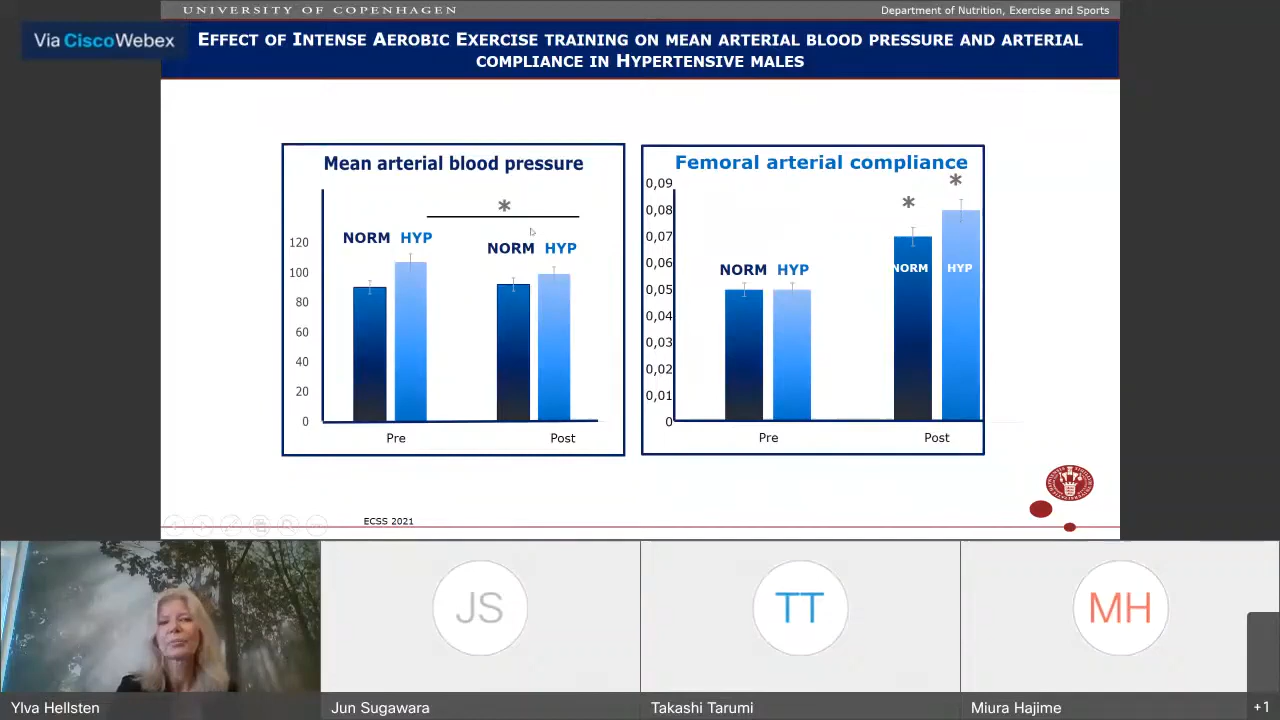 UNIVERSITY OF COPENHAGEN
Department of Nutrition, Exercise and Sports
Via CiscoWebex
EFFECT OF INTENSE AEROBIC EXERCISE TRAINING ON MEAN ARTERIAL BLOOD PRESSURE AND ARTERIAL
COMPLIANCE IN HYPERTENSIVE MALES
Mean arterial blood pressure
*
NORM HYP
NORM HYP
120
100
80
60
40
20
0
Pre
Post
Femoral arterial compliance
*
*
0,09
0,08
0,07
0,06
0,05
0,04
0,03
0,02
0,01
0
NORM HYP
NORM HYP
Pre
Post
ECSS 2021
JS
TT
MH
Ylva Hellsten
Jun Sugawara
Takashi Tarumi
Miura Hajime
+1